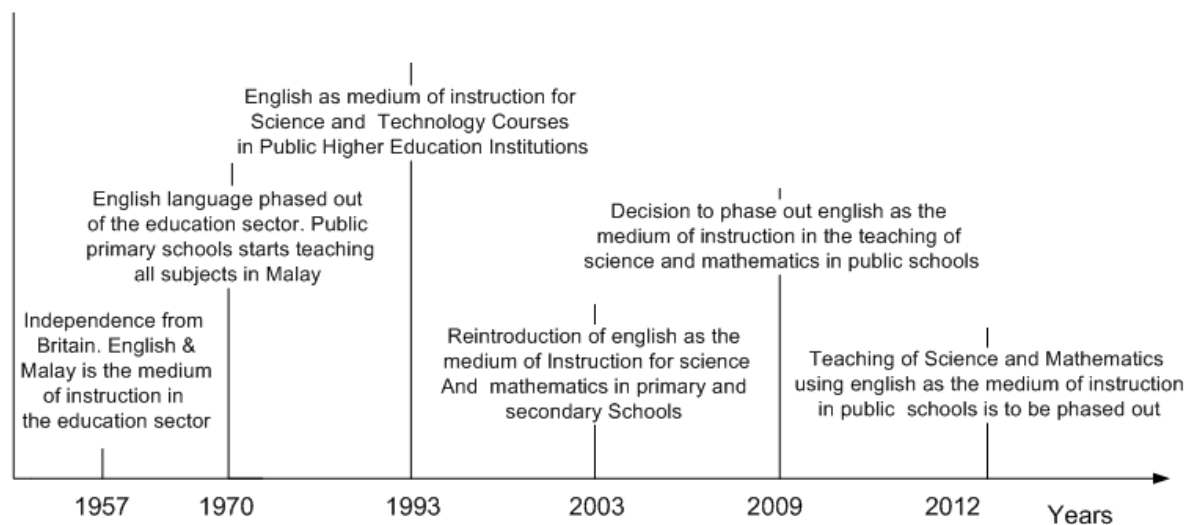 English as medium of instruction for
Science and  Technology Courses
in Public Higher Education Institutions
English language phased out
of the education sector. Public
primary schools starts teaching
all subjects in Malay
Decision to phase out english as the
medium of instruction in the teaching of
science and mathematics in public schools
Independence from
Britain. English &
Malay is the medium
of instruction in
the education sector
Reintroduction of english as the
medium of Instruction for science
And  mathematics in primary and
secondary Schools
Teaching of Science and Mathematics
using english as the medium of instruction
in public  schools is to be phased out
1957 1970 1993 2003 2009 2012 Years